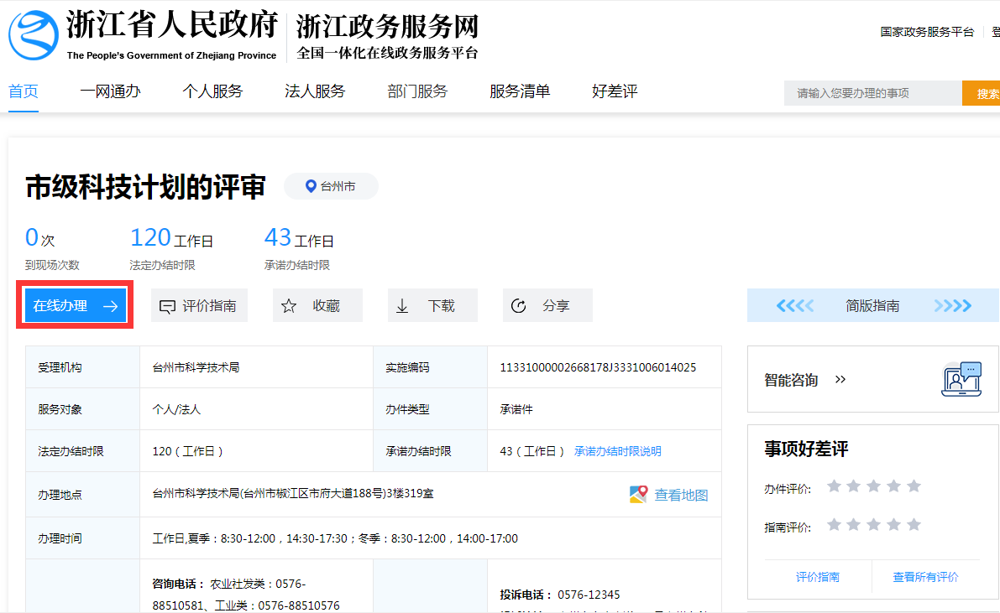 浙江省人民政府
The People's Government of Zhejiang Province
浙江政务服务网
全国一体化在线政务服务平台
国家政务服务平台
首页 一网通办 个人服务 法人服务 部门服务 服务清单 好差评
请输入您要办理的事项 搜索
市级科技计划的评审 台州市
0次 120工作日 43工作日
到现场次数 法定办结时限 承诺办结时限
在线办理 评价指南 收藏 下载 分享
简版指南
受理机构 台州市科学技术局 实施编码 11331000002668178J3331006014025
服务对象 个人/法人 办件类型 承诺件
法定办结时限 120（工作日） 承诺办结时限 43（工作日） 承诺办结时限说明
办理地点 台州市科学技术局(台州市椒江区市府大道188号)3楼319室 查看地图
办理时间 工作日,夏季：8:30-12:00，14:30-17:30；冬季：8:30-12:00，14:00-17:00
咨询电话： 农业社发类：0576-
88510581、工业类：0576-88510576
投诉电话： 0576-12345
智能咨询
事项好差评
办件评价:
指南评价:
评价指南 查看所有评价